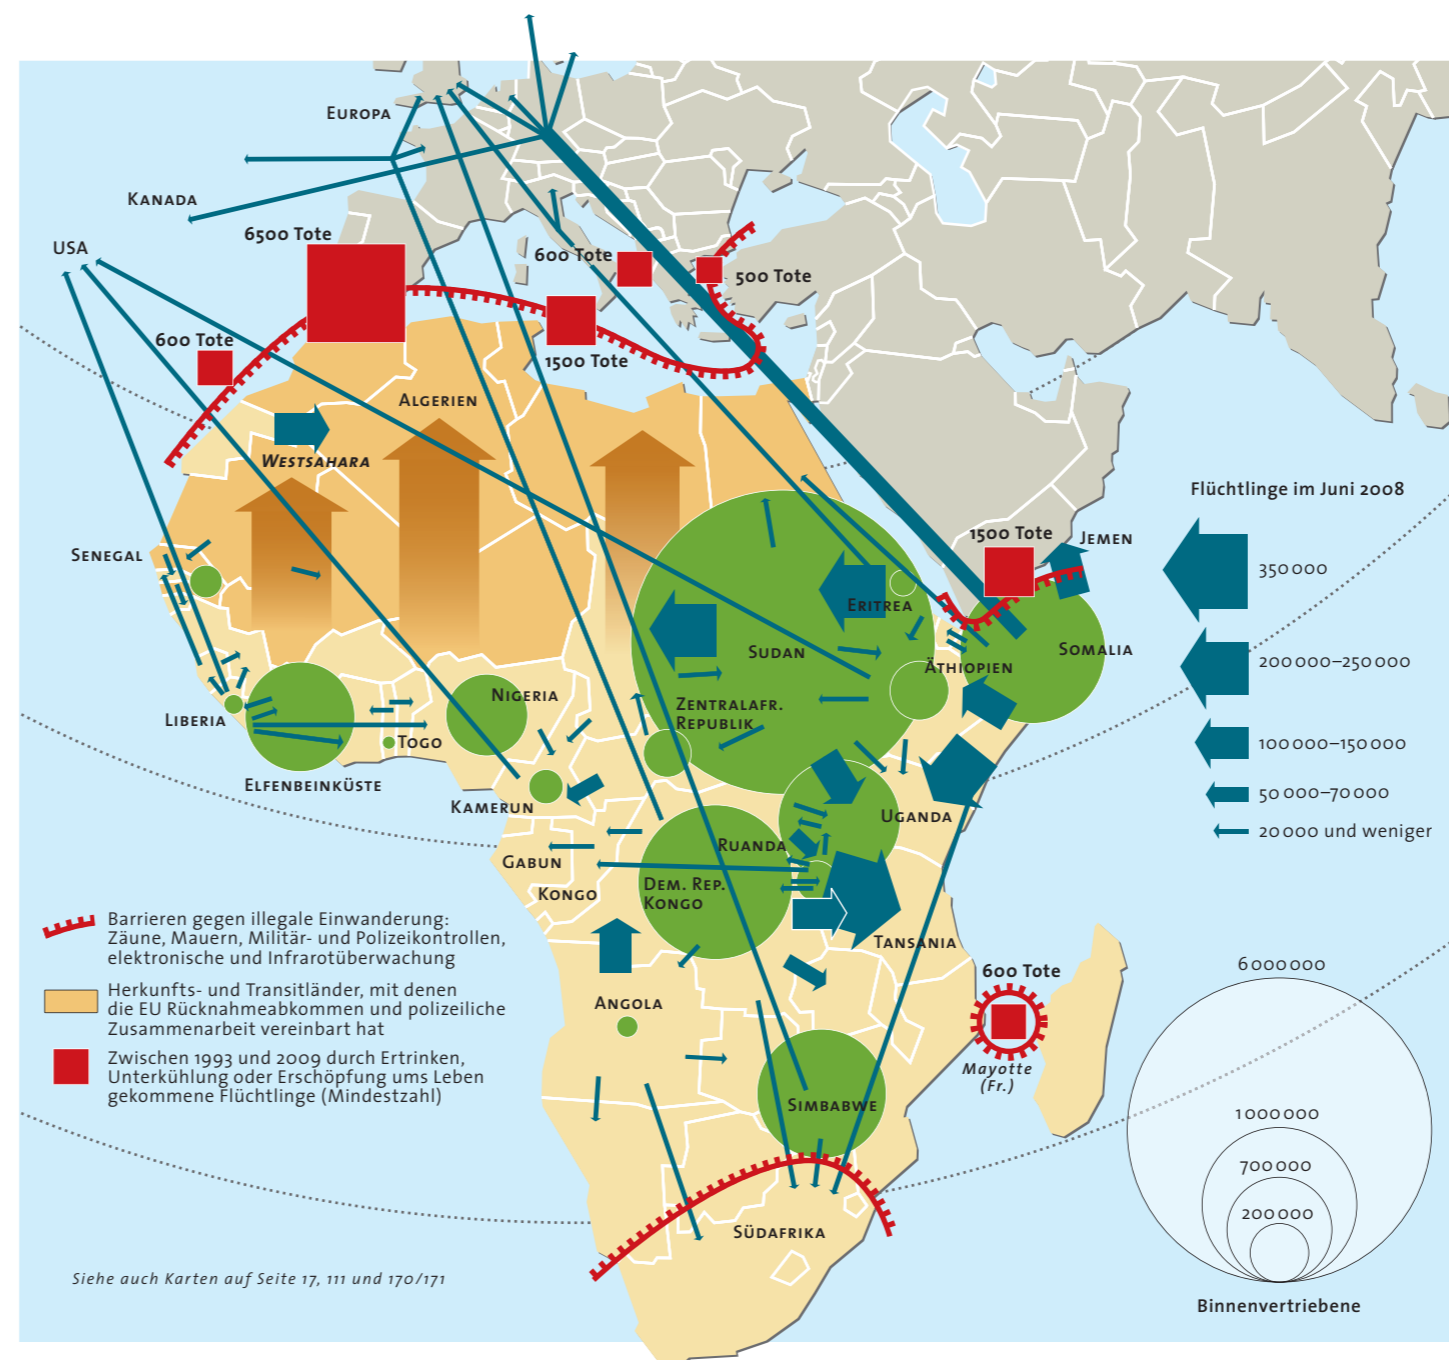 Europa
Kanada
USA
6500 Tote
600 Tote
500 Tote
600 Tote
1500 Tote
Algerien
Westsahara
Flüchtlinge im Juni 2008
350 000
200 000–250 000
100 000–150 000
50 000–70 000
20 000 und weniger
1500 Tote
Jemen
Senegal
Eritrea
Sudan
Somalia
Äthiopien
Nigeria
Zentralafr.
Republik
Liberia
Togo
Elfenbeinküste
Kamerun
Uganda
Ruanda
Gabun
Kongo
Dem. Rep.
Kongo
Tansania
Angola
600 Tote
Mayotte
(Fr.)
Simbabwe
Südafrika
Barrieren gegen illegale Einwanderung:
Zäune, Mauern, Militär- und Polizeikontrollen,
elektronische und Infrarotüberwachung
Herkunfts- und Transitländer, mit denen
die EU Rücknahmeabkommen und polizeiliche
Zusammenarbeit vereinbart hat
Zwischen 1993 und 2009 durch Ertrinken,
Unterkühlung oder Erschöpfung ums Leben
gekommene Flüchtlinge (Mindestzahl)
6 000 000
1 000 000
700 000
200 000
Binnenvertriebene
Siehe auch Karten auf Seite 17, 111 und 170/171